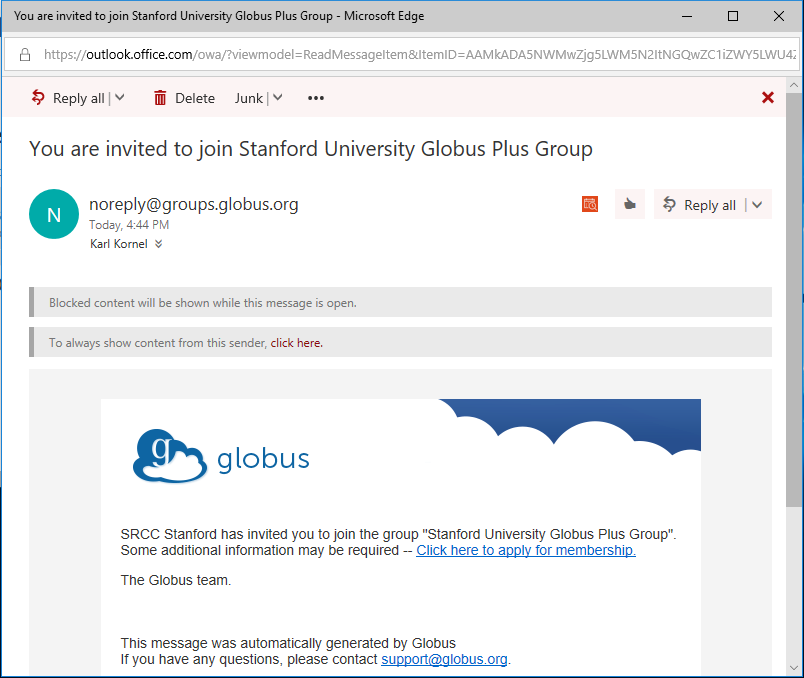 You are invited to join Stanford University Globus Plus Group - Microsoft Edge
https://outlook.office.com/owa/?viewmodel=ReadMessageItem&ItemID=AAMkADA5NWMwZjg5LWM5N2ItNGQwZC1iZWY5LWU4Z
Reply all | Delete Junk | •••
You are invited to join Stanford University Globus Plus Group
N
noreply@groups.globus.org
Reply all |
Today, 4:44 PM
Karl Kornel
Blocked content will be shown while this message is open.
To always show content from this sender, click here.
g globus
SRCC Stanford has invited you to join the group "Stanford University Globus Plus Group".
Some additional information may be required -- Click here to apply for membership.
The Globus team.
This message was automatically generated by Globus
If you have any questions, please contact support@globus.org.